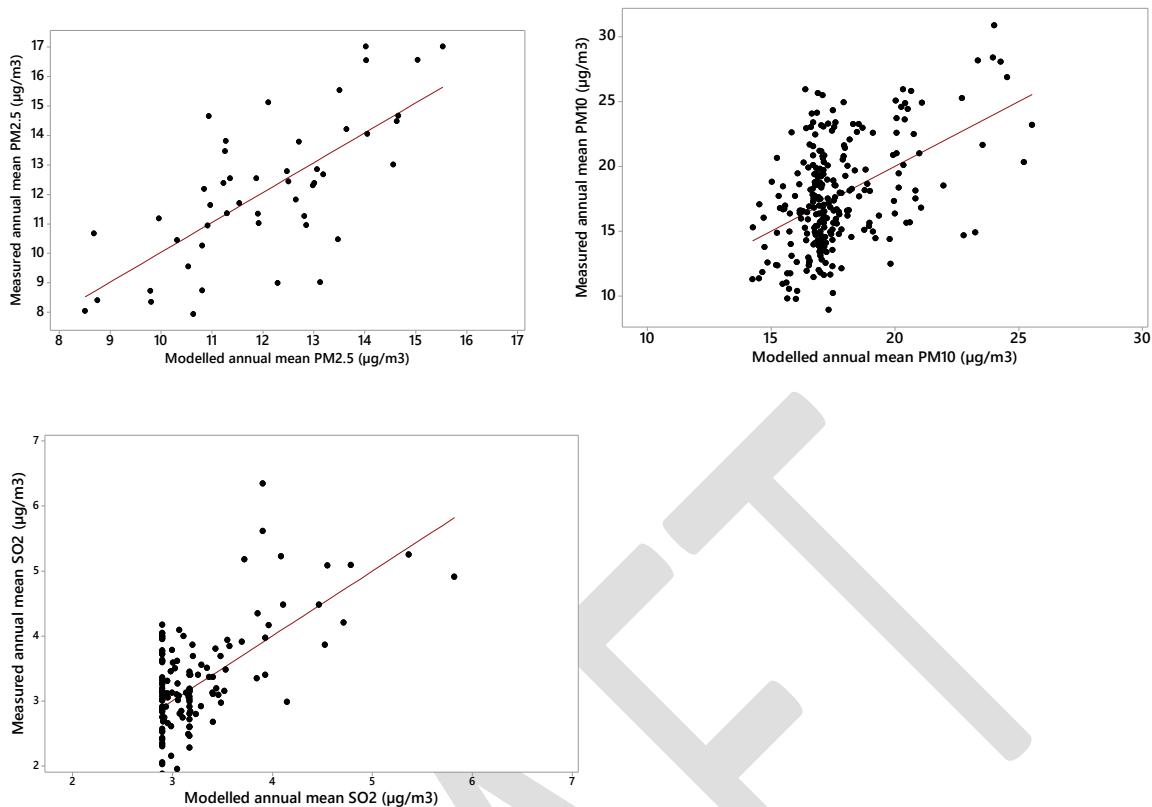 Measured annual mean PM2.5 (µg/m3)
17
16
15
14
13
12
11
10
9
8
8 9 10 11 12 13 14 15 16 17
Modelled annual mean PM2.5 (µg/m3)
Measured annual mean PM10 (µg/m3)
30
25
20
15
10
10 15 20 25 30
Modelled annual mean PM10 (µg/m3)
Measured annual mean SO2 (µg/m3)
7
6
5
4
3
2
2 3 4 5 6 7
Modelled annual mean SO2 (µg/m3)